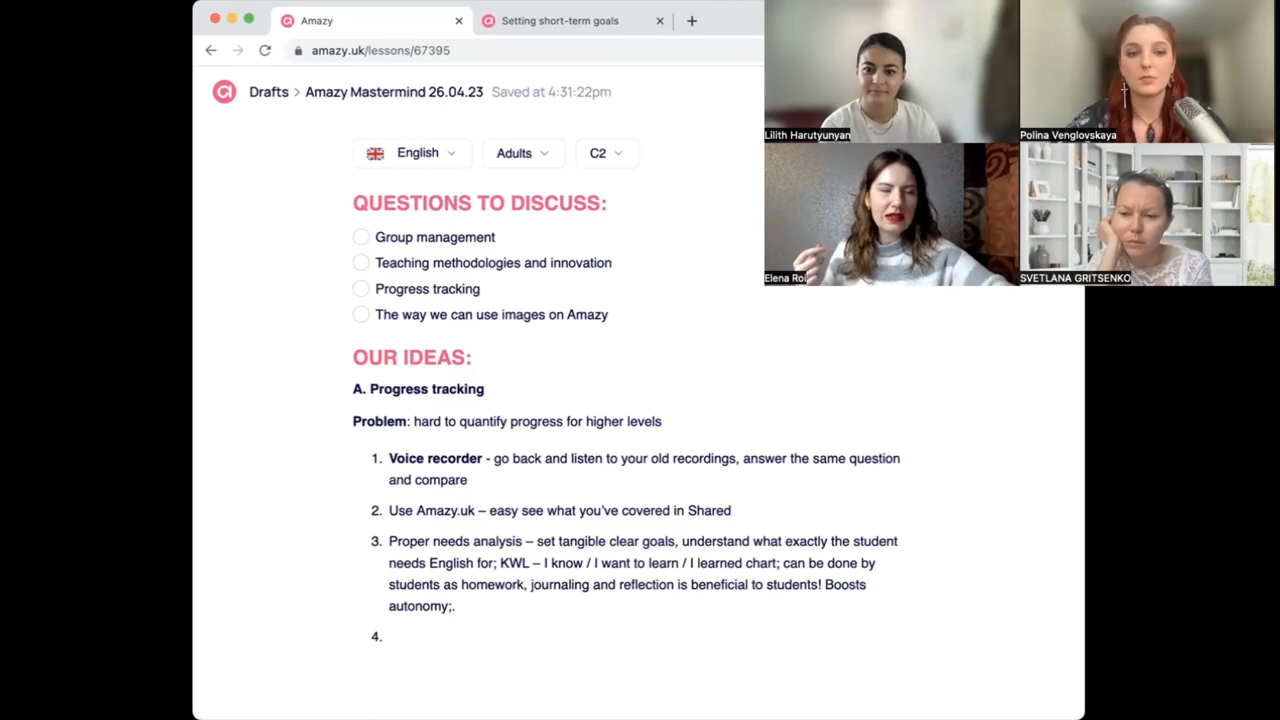 Amazy
Setting short-term goals
amazy.uk/lessons/67395
Drafts > Amazy Mastermind 26.04.23 Saved at 4:31:22pm
Lilith Harutyunyan
Polina Venglovskaya
English
Adults
C2
QUESTIONS TO DISCUSS:
Group management
Teaching methodologies and innovation
Elena Roi
SVETLANA GRITSENKO
Progress tracking
The way we can use images on Amazy
OUR IDEAS:
A. Progress tracking
Problem: hard to quantify progress for higher levels
1. Voice recorder - go back and listen to your old recordings, answer the same question
and compare
2. Use Amazy.uk – easy see what you’ve covered in Shared
3. Proper needs analysis – set tangible clear goals, understand what exactly the student
needs English for; KWL – I know / I want to learn / I learned chart; can be done by
students as homework, journaling and reflection is beneficial to students! Boosts
autonomy;.
4.